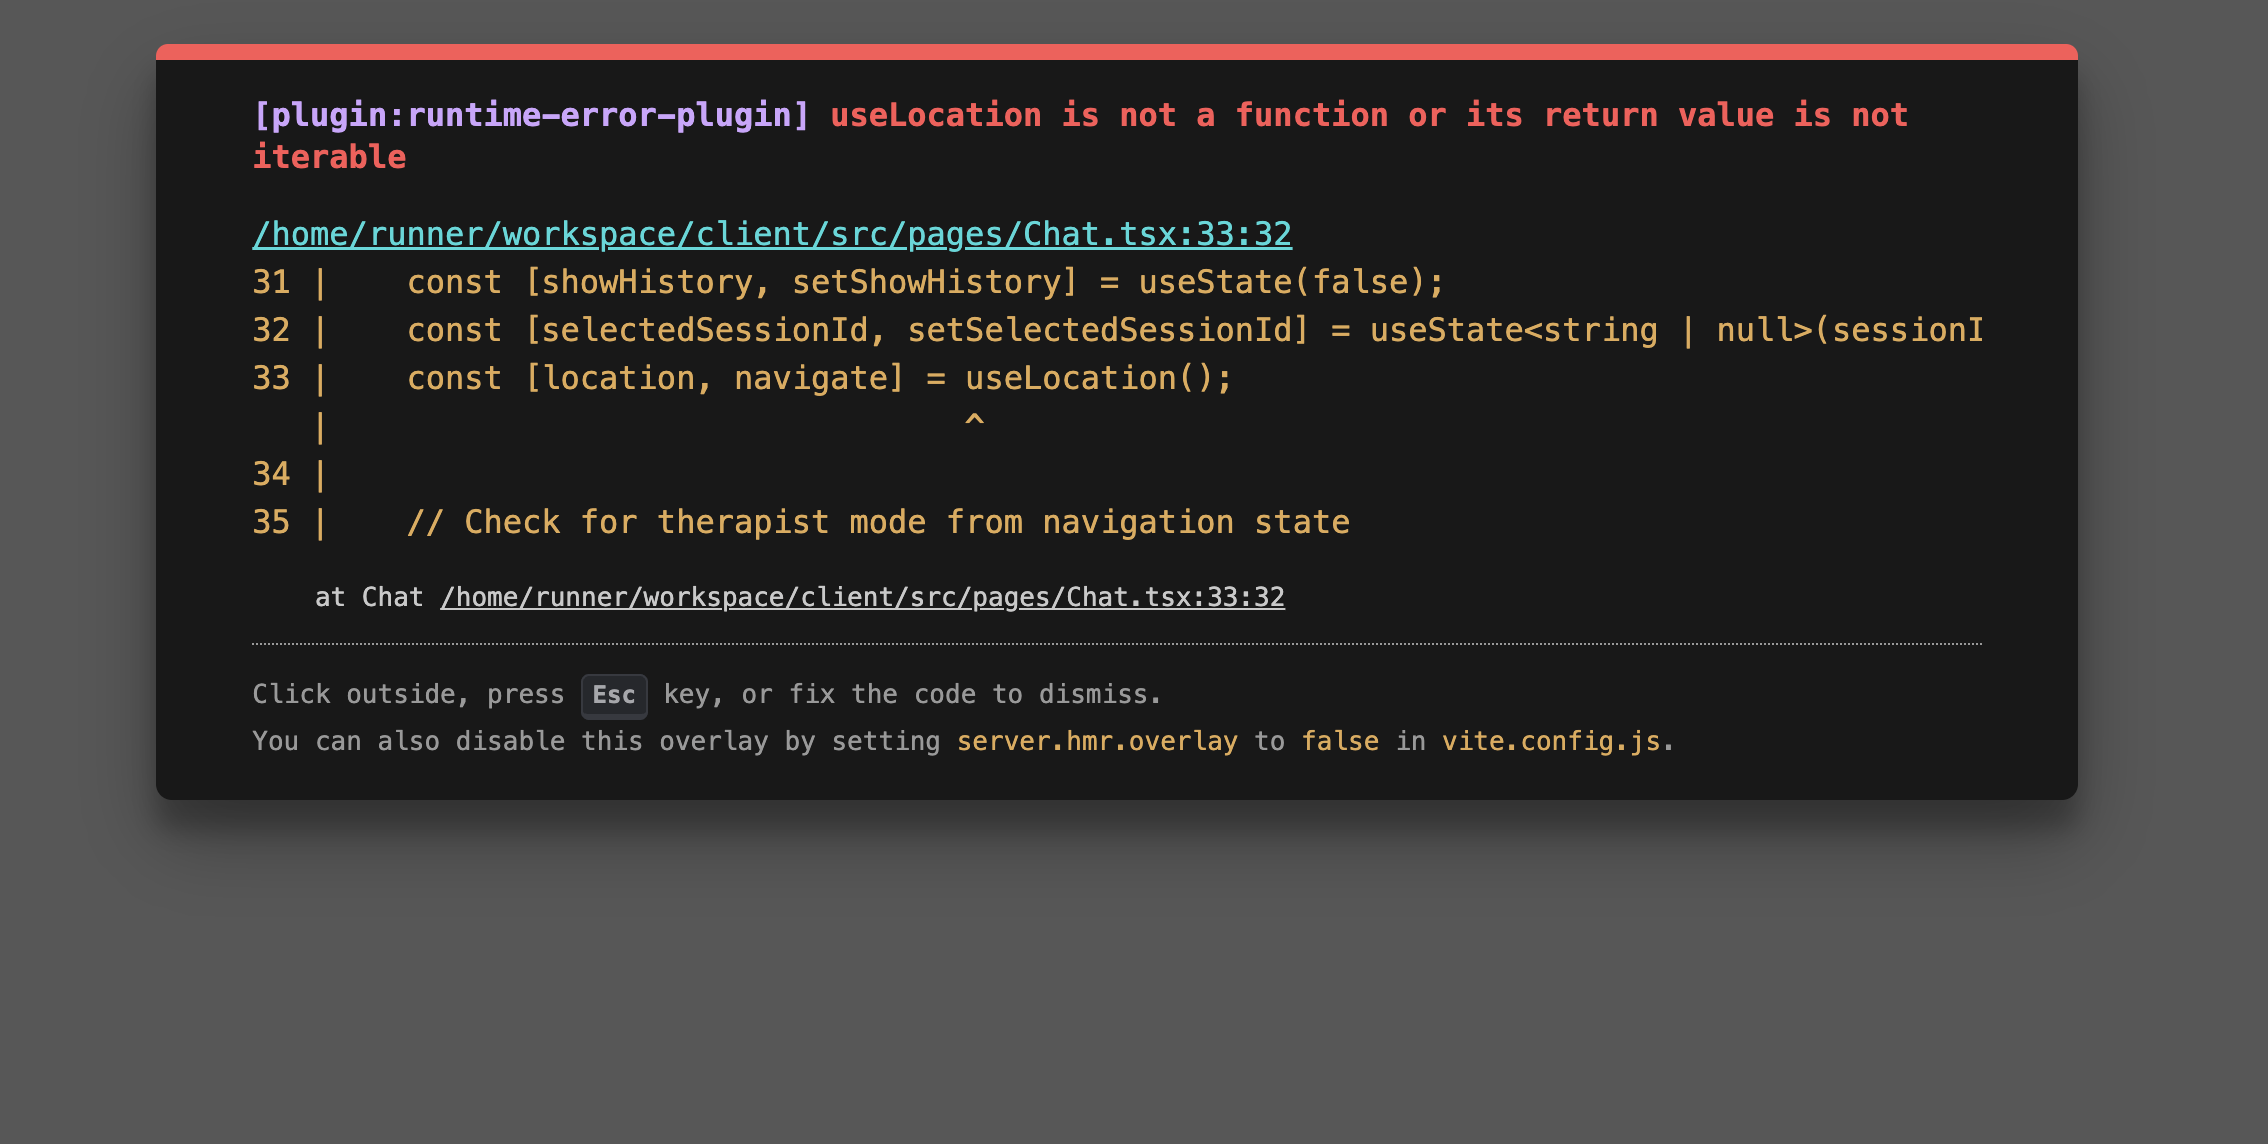 [plugin:runtime-error-plugin] useLocation is not a function or its return value is not
iterable
/home/runner/workspace/client/src/pages/Chat.tsx:33:32
31 |    const [showHistory, setShowHistory] = useState(false);
32 |    const [selectedSessionId, setSelectedSessionId] = useState<string | null>(sessionI
33 |    const [location, navigate] = useLocation();
   |                                 ^
34 |
35 |    // Check for therapist mode from navigation state
    at Chat /home/runner/workspace/client/src/pages/Chat.tsx:33:32
Click outside, press Esc key, or fix the code to dismiss.
You can also disable this overlay by setting server.hmr.overlay to false in vite.config.js.